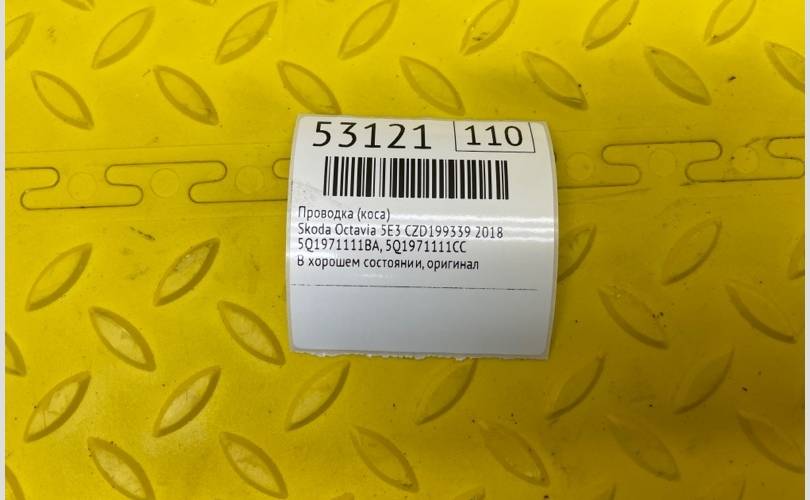 53121 110
Проводка (коса)
Skoda Octavia 5E3 CZD199339 2018
5Q1971111BA, 5Q1971111CC
В хорошем состоянии, оригинал